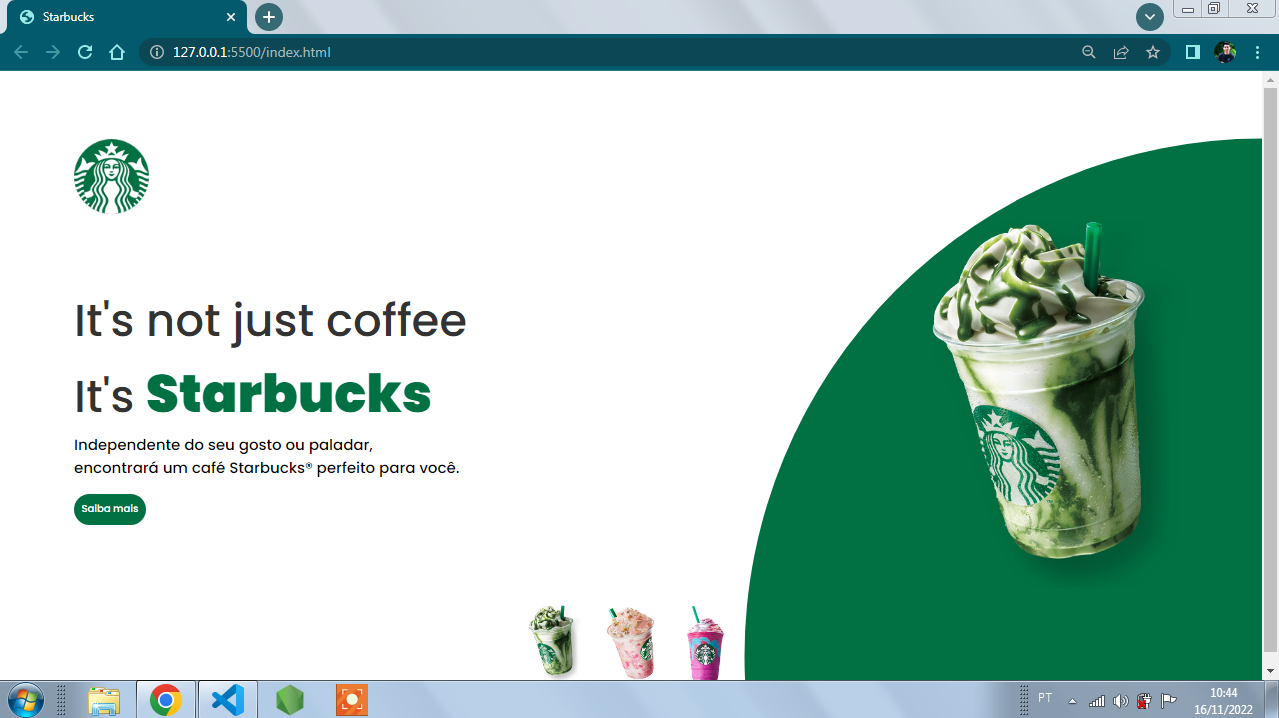 Starbucks
127.0.0.1:5500/index.html
It's not just coffee
It's Starbucks
Independente do seu gosto ou paladar,
encontrará um café Starbucks® perfeito para você.
Saiba mais
PT
10:44
16/11/2022